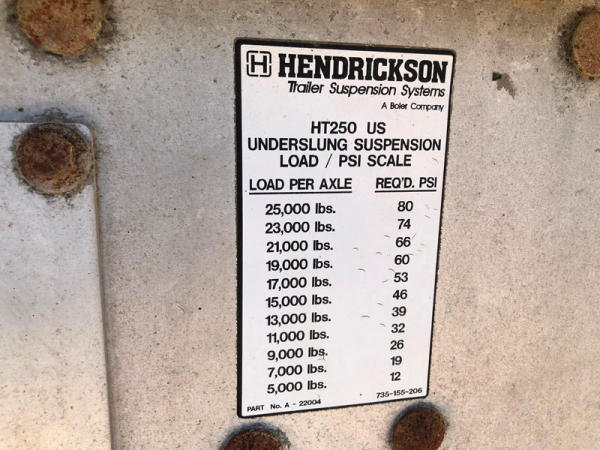 H HENDRICKSON
Trailer Suspension Systems
A Boler Company
HT250 US
UNDERSLUNG SUSPENSION
LOAD / PSI SCALE
LOAD PER AXLE REQ'D. PSI
25,000 lbs. 80
23,000 lbs. 74
21,000 lbs. 66
19,000 lbs. 60
17,000 lbs. 53
15,000 lbs. 46
13,000 lbs. 39
11,000 lbs. 32
9,000 lbs. 26
7,000 lbs. 19
5,000 lbs. 12
PART No. A - 22004 735-155-206